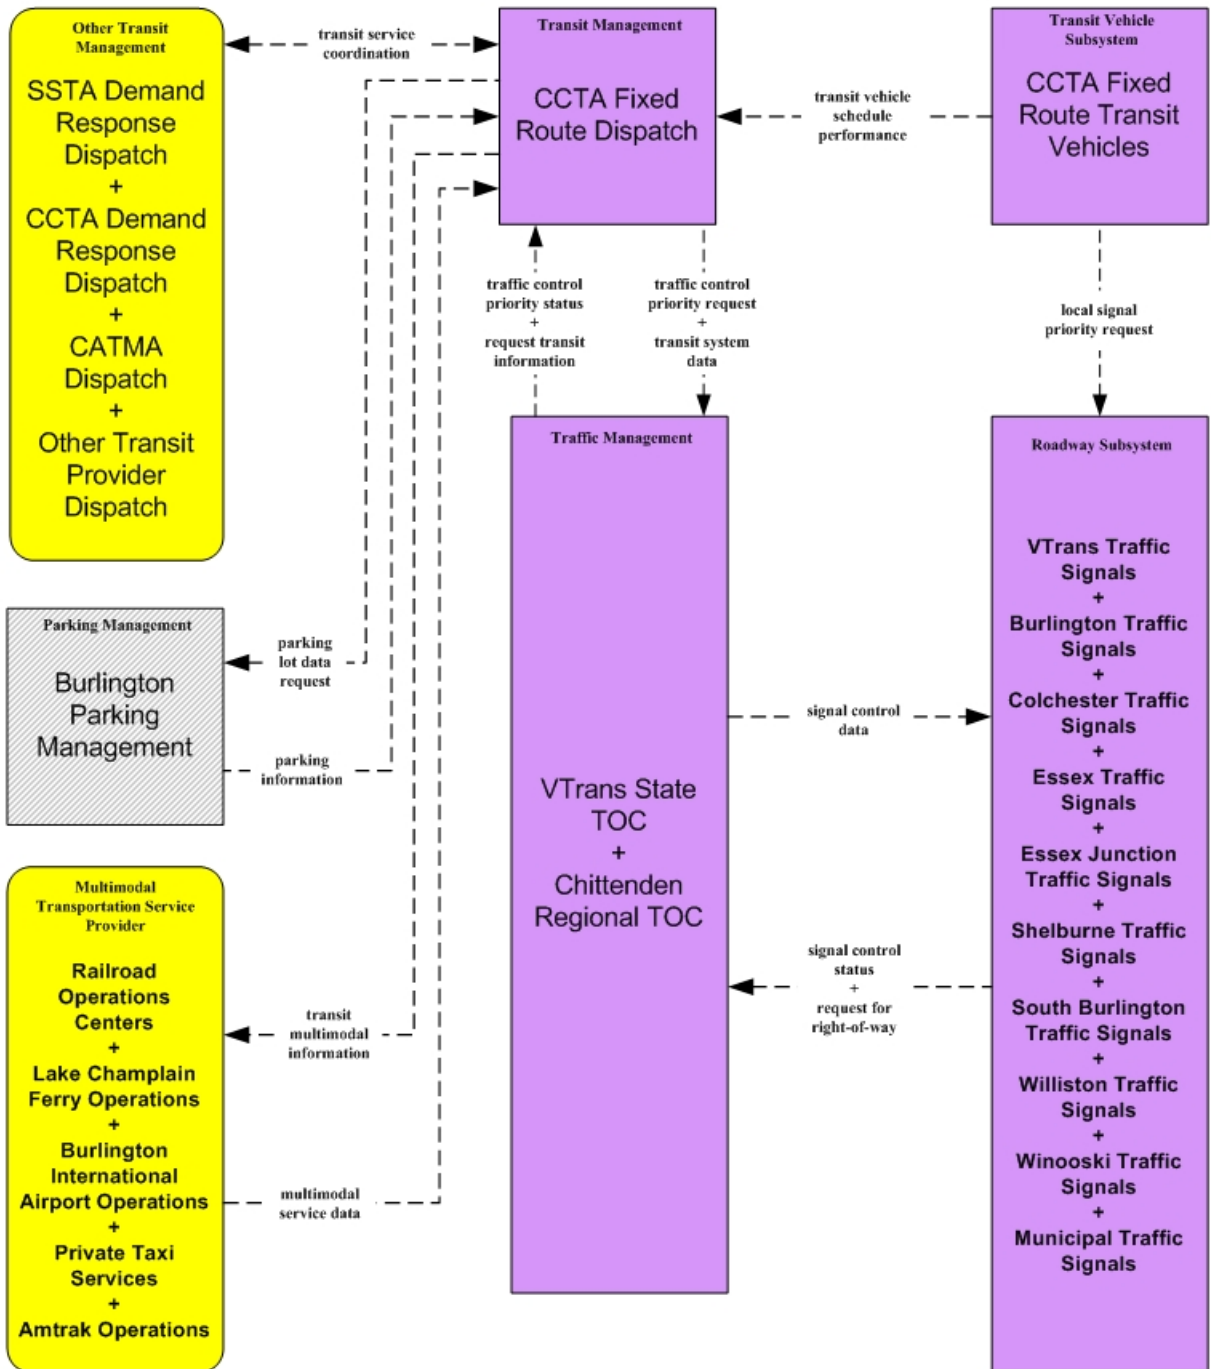 Other Transit
Management
SSTA Demand
Response
Dispatch
+
CCTA Demand
Response
Dispatch
+
CATMA
Dispatch
+
Other Transit
Provider
Dispatch
transit service
coordination
Transit Management
CCTA Fixed
Route Dispatch
transit vehicle
schedule
performance
Transit Vehicle
Subsystem
CCTA Fixed
Route Transit
Vehicles
traffic control
priority status
+
request transit
information
traffic control
priority request
+
transit system
data
local signal
priority request
Parking Management
Burlington
Parking
Management
parking
lot data
request
parking
information
Traffic Management
VTrans State
TOC
+
Chittenden
Regional TOC
signal control
data
signal control
status
+
request for
right-of-way
Roadway Subsystem
VTrans Traffic
Signals
+
Burlington Traffic
Signals
+
Colchester Traffic
Signals
+
Essex Traffic
Signals
+
Essex Junction
Traffic Signals
+
Shelburne Traffic
Signals
+
South Burlington
Traffic Signals
+
Williston Traffic
Signals
+
Winooski Traffic
Signals
+
Municipal Traffic
Signals
Multimodal
Transportation Service
Provider
Railroad
Operations
Centers
+
Lake Champlain
Ferry Operations
+
Burlington
International
Airport Operations
+
Private Taxi
Services
+
Amtrak Operations
transit
multimodal
information
multimodal
service data